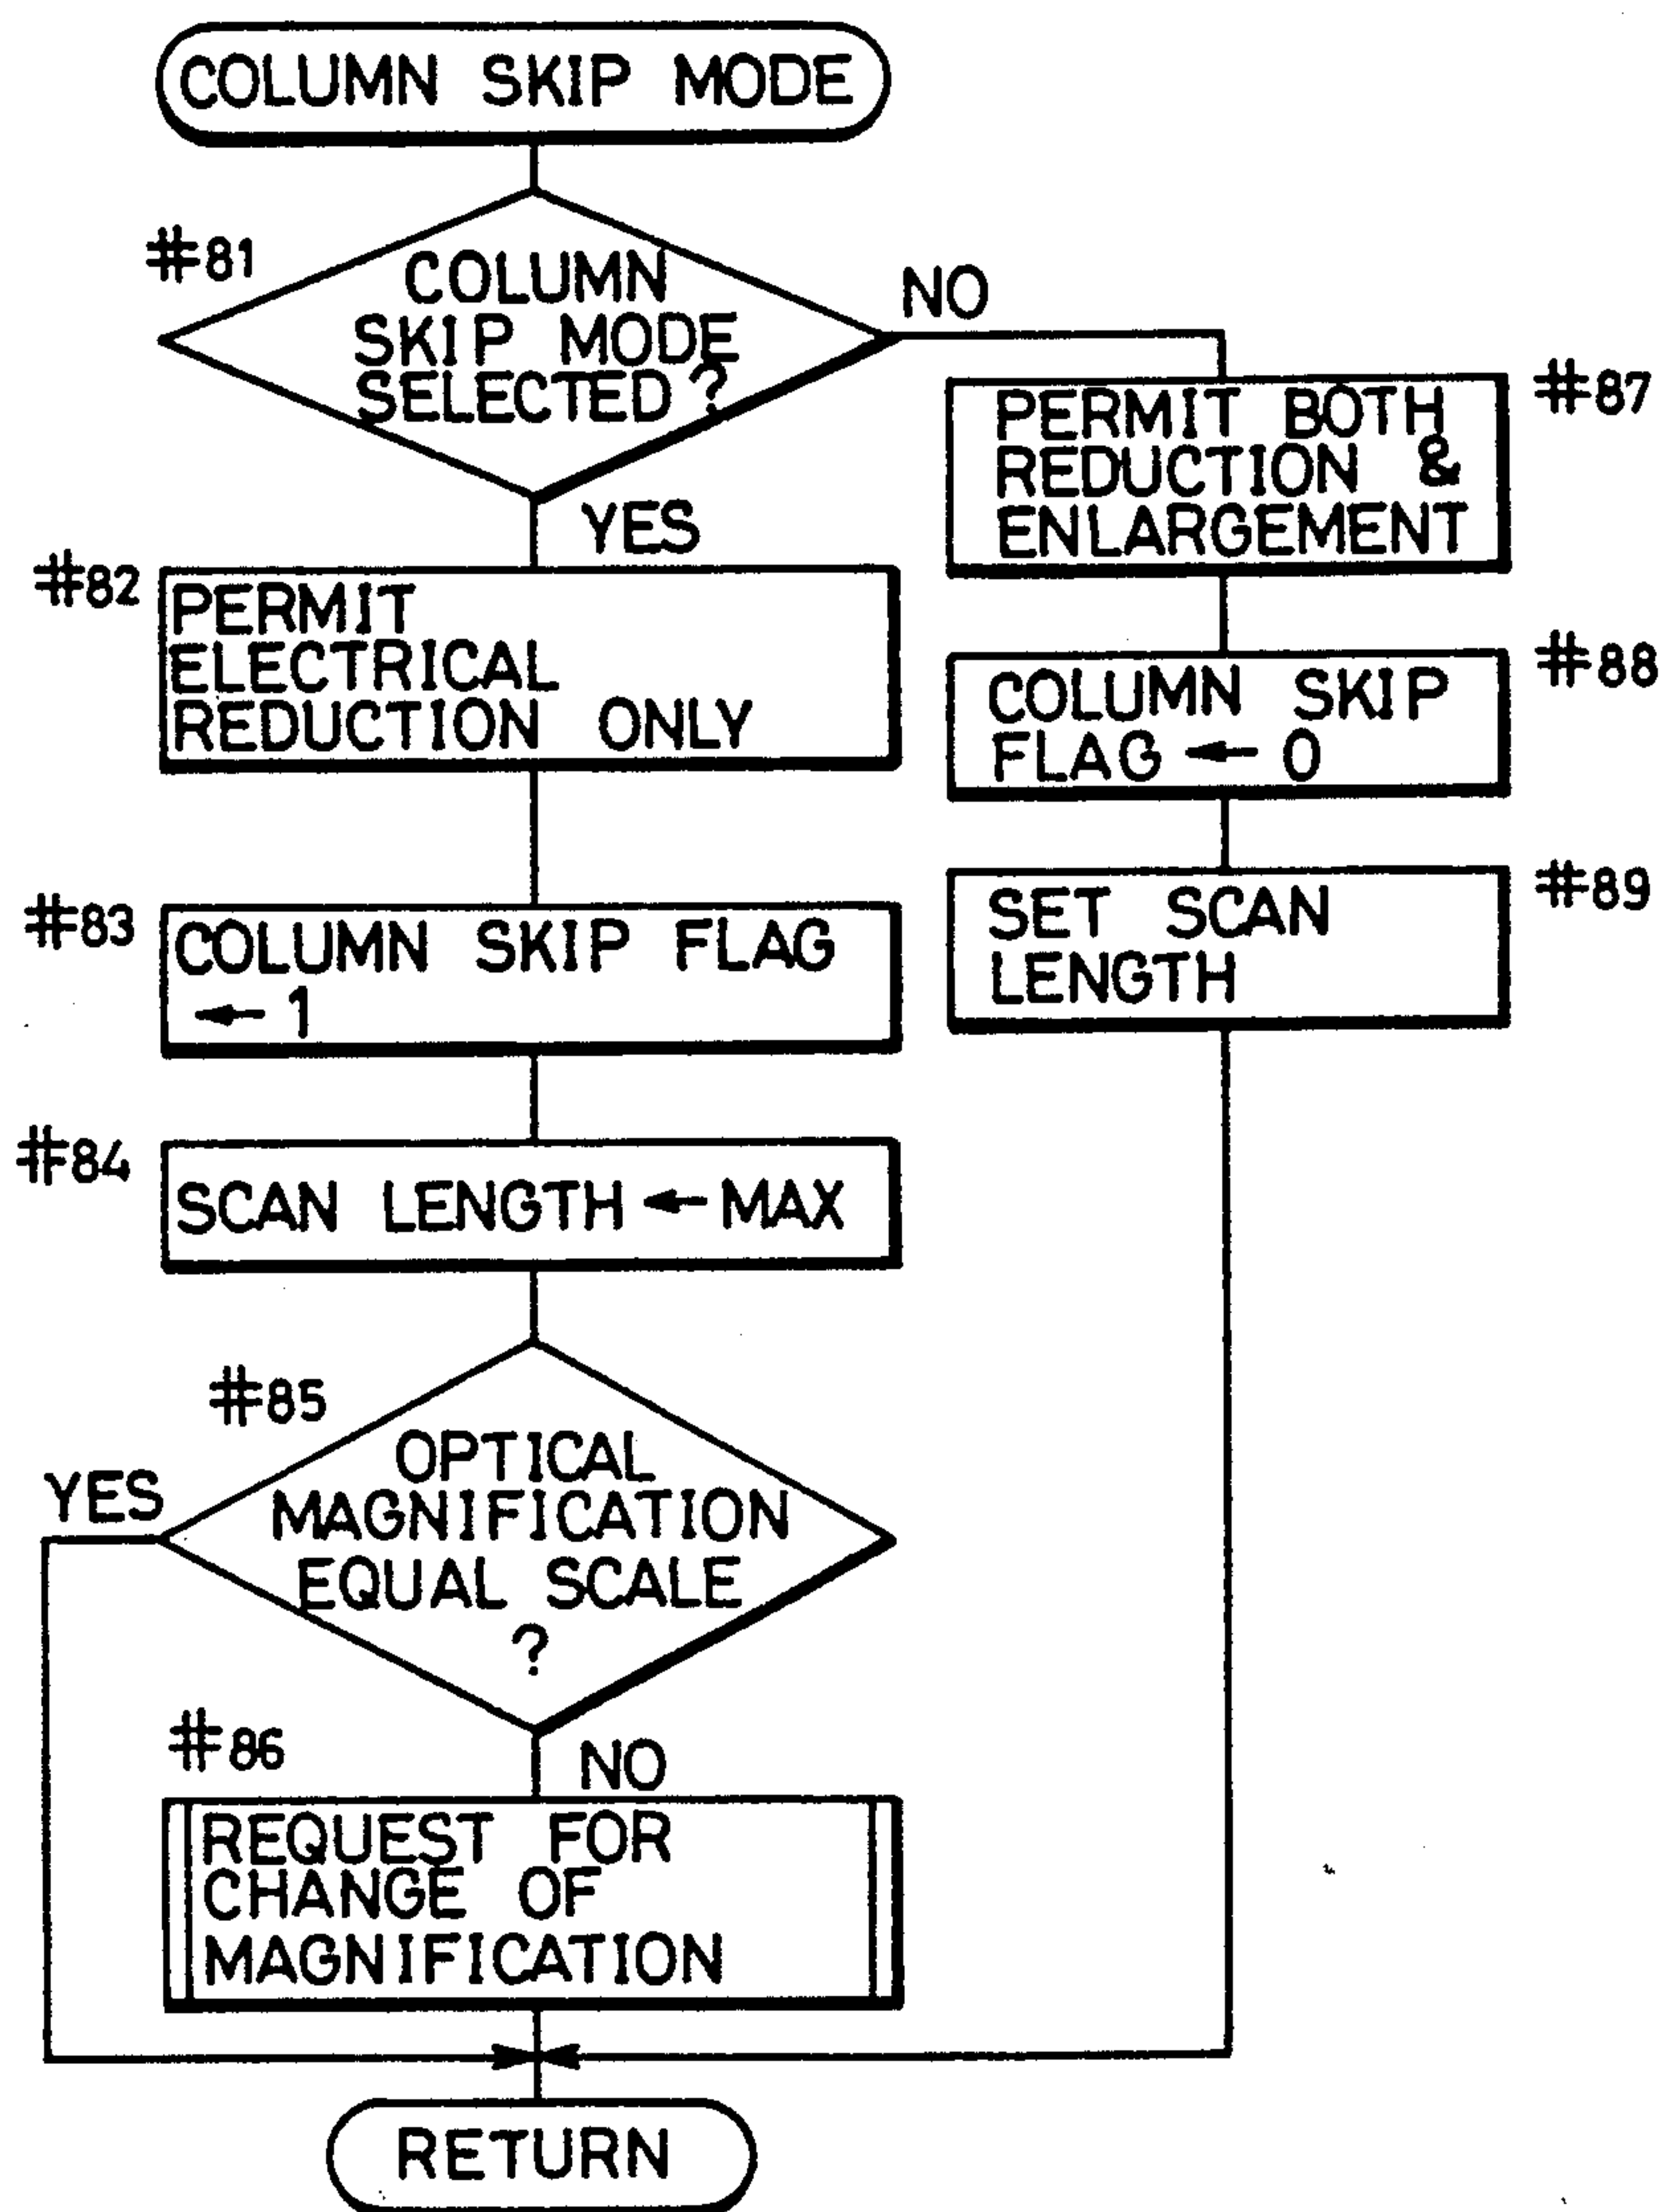 COLUMN SKIP MODE
#81
COLUMN
SKIP MODE
SELECTED ?
NO
YES
#87
PERMIT BOTH
REDUCTION &
ENLARGEMENT
#82
PERMIT
ELECTRICAL
REDUCTION ONLY
#88
COLUMN SKIP
FLAG ← 0
#83
COLUMN SKIP FLAG
← 1
#89
SET SCAN
LENGTH
#84
SCAN LENGTH ← MAX
#85
OPTICAL
MAGNIFICATION
EQUAL SCALE
?
YES
NO
#86
REQUEST FOR
CHANGE OF
MAGNIFICATION
RETURN